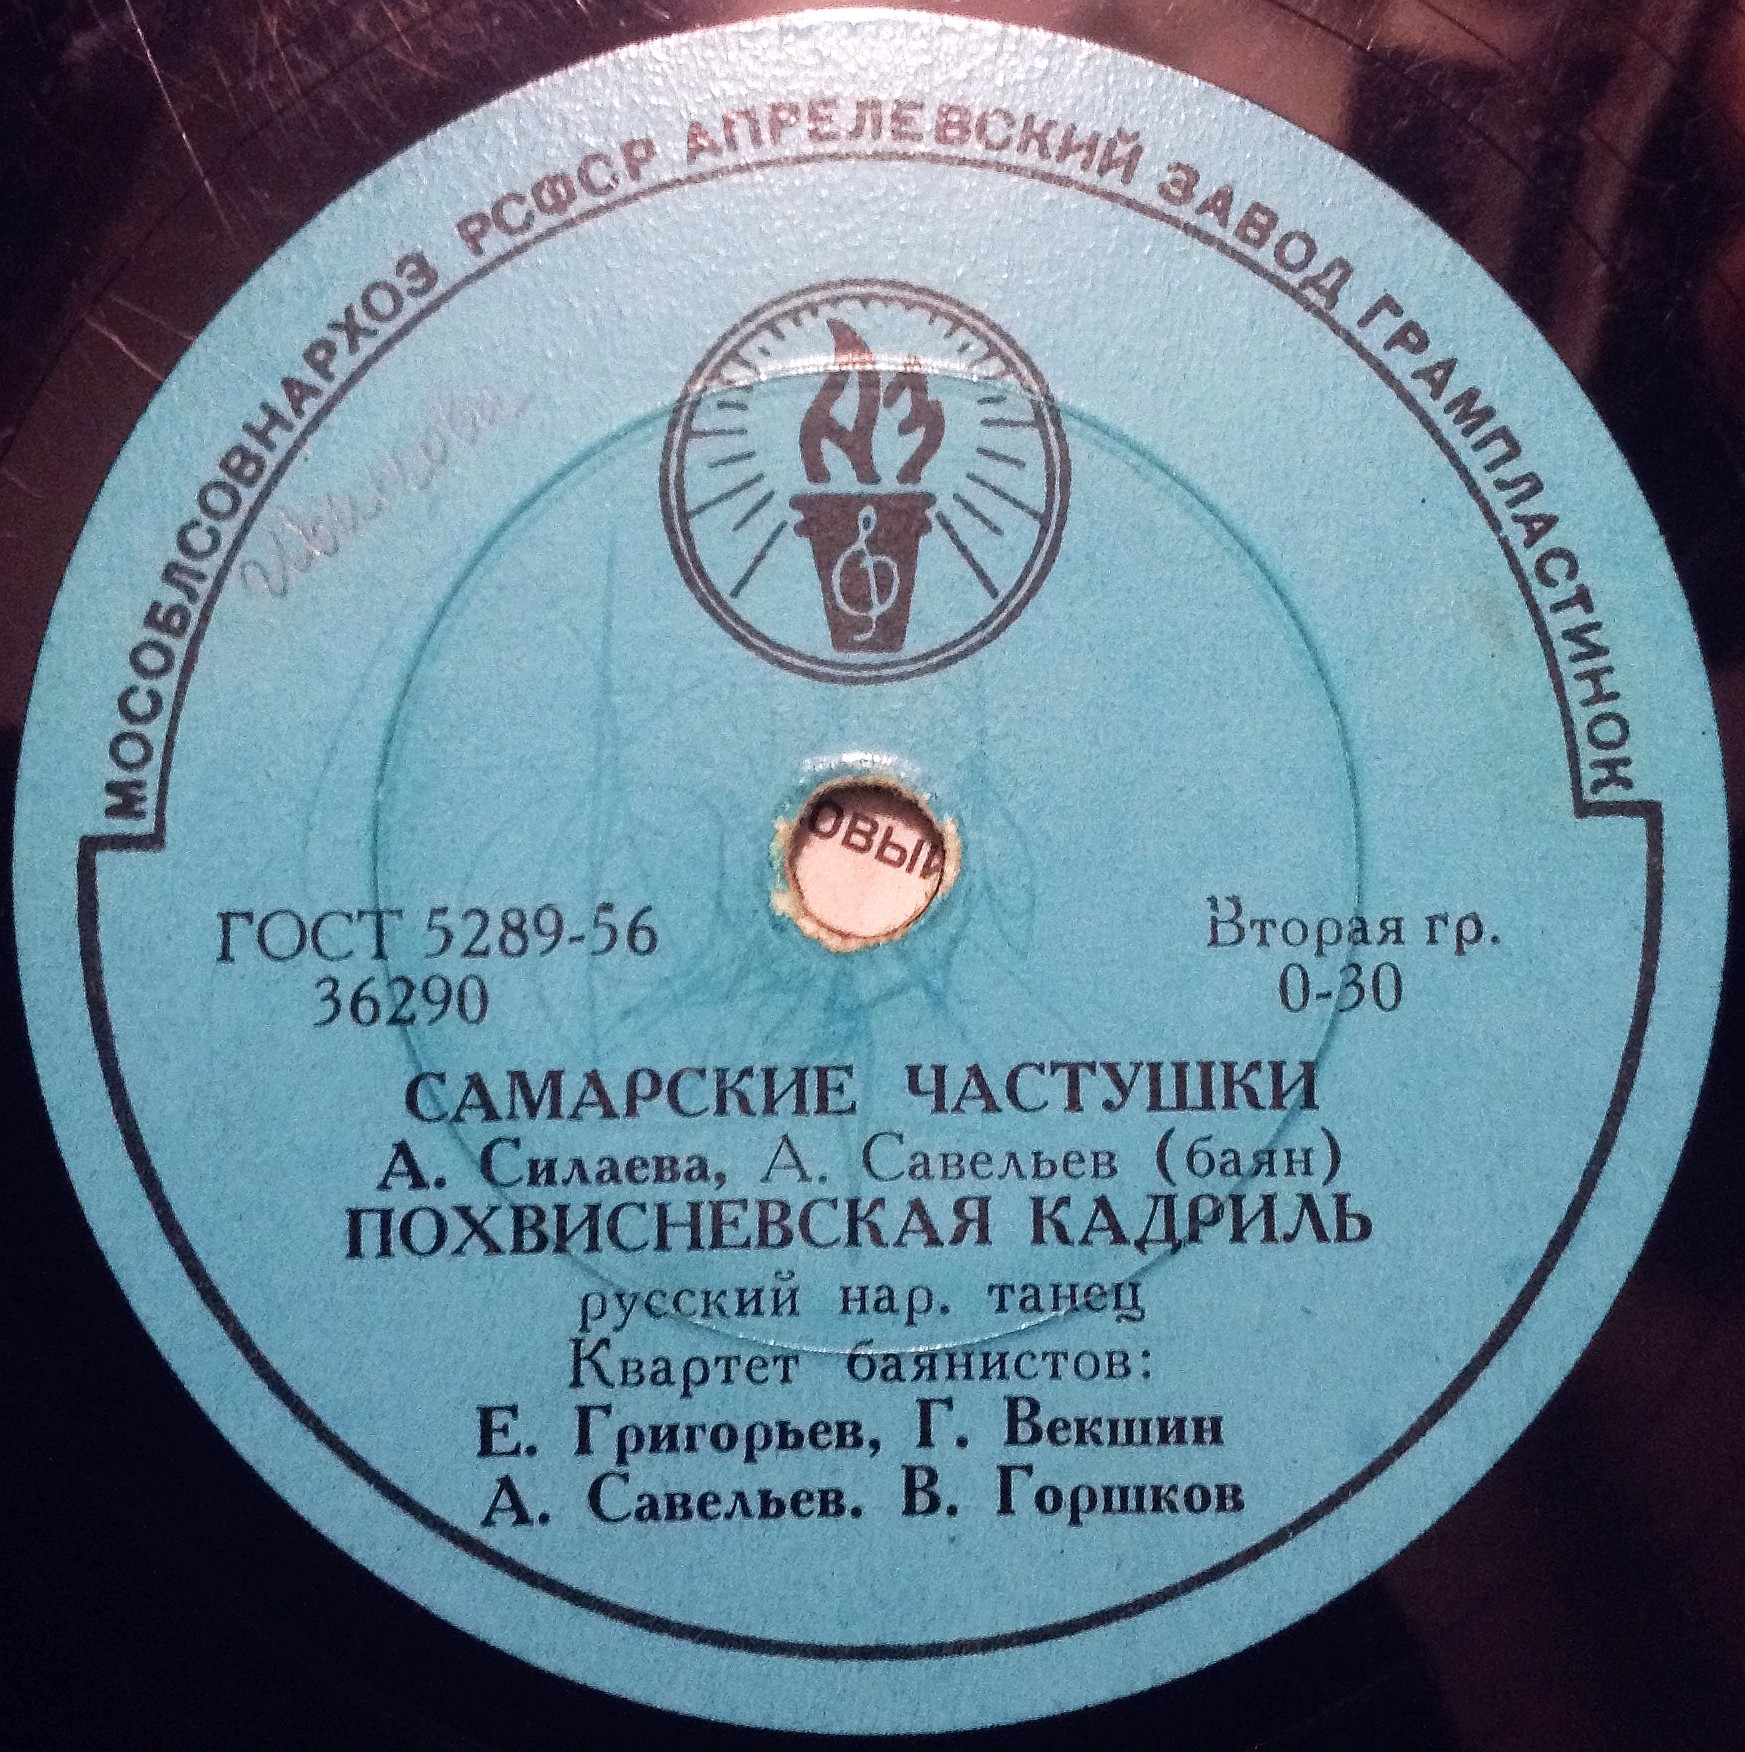 МОСОБЛСОВНАРХОЗ РСФСР АПРЕЛЕВСКИЙ ЗАВОД ГРАМПЛАСТИНОК
АЗ
овый
ГОСТ 5289-56
Вторая гр.
36290
0-30
САМАРСКИЕ ЧАСТУШКИ
А. Силаева, А. Савельев (баян)
ПОХВИСНЕВСКАЯ КАДРИЛЬ
русский нар. танец
Квартет баянистов:
Е. Григорьев, Г. Векшин
А. Савельев. В. Горшков